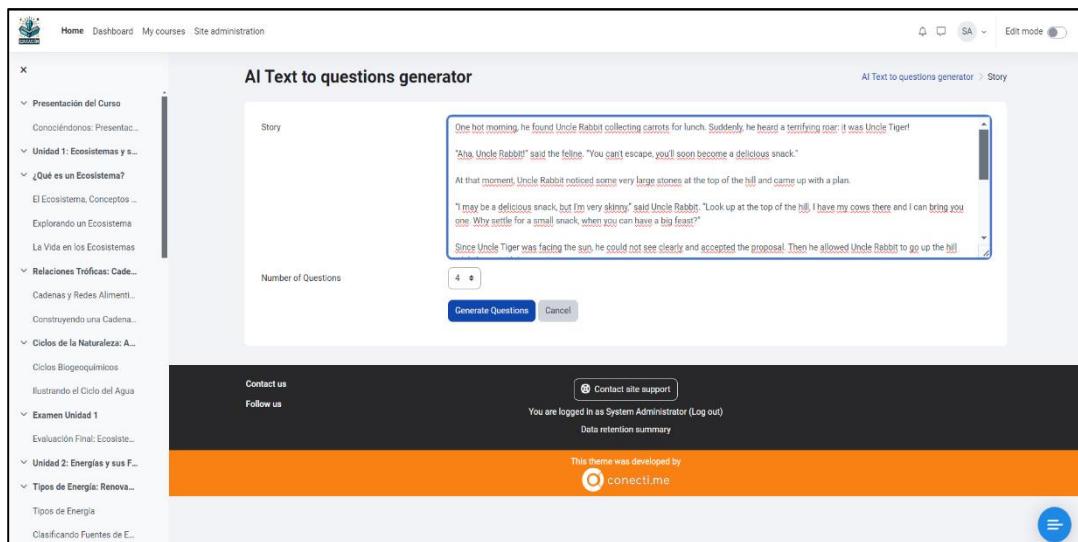 Home Dashboard My courses Site administration
SA
Edit mode
AI Text to questions generator
AI Text to questions generator > Story
Presentación del Curso
Conociéndonos: Presentac...
Unidad 1: Ecosistemas y s...
¿Qué es un Ecosistema?
El Ecosistema, Conceptos ...
Explorando un Ecosistema
La Vida en los Ecosistemas
Relaciones Tróficas: Cade...
Cadenas y Redes Alimenti...
Construyendo una Cadena...
Ciclos de la Naturaleza: A...
Ciclos Biogeoquímicos
Ilustrando el Ciclo del Agua
Examen Unidad 1
Evaluación Final: Ecosiste...
Unidad 2: Energías y sus F...
Tipos de Energía: Renova...
Tipos de Energía
Clasificando Fuentes de E...
Story
One hot morning, he found Uncle Rabbit collecting carrots for lunch. Suddenly, he heard a terrifying roar: it was Uncle Tiger!
"Aha, Uncle Rabbit!" said the feline. "You can't escape, you'll soon become a delicious snack."
At that moment, Uncle Rabbit noticed some very large stones at the top of the hill and came up with a plan.
"I may be a delicious snack, but I'm very skinny," said Uncle Rabbit. "Look up at the top of the hill, I have my cows there and I can bring you
one. Why settle for a small snack, when you can have a big feast?"
Since Uncle Tiger was facing the sun, he could not see clearly and accepted the proposal. Then he allowed Uncle Rabbit to go up the hill
Number of Questions
4
Generate Questions Cancel
Contact us
Follow us
Contact site support
You are logged in as System Administrator (Log out)
Data retention summary
This theme was developed by
conecti.me